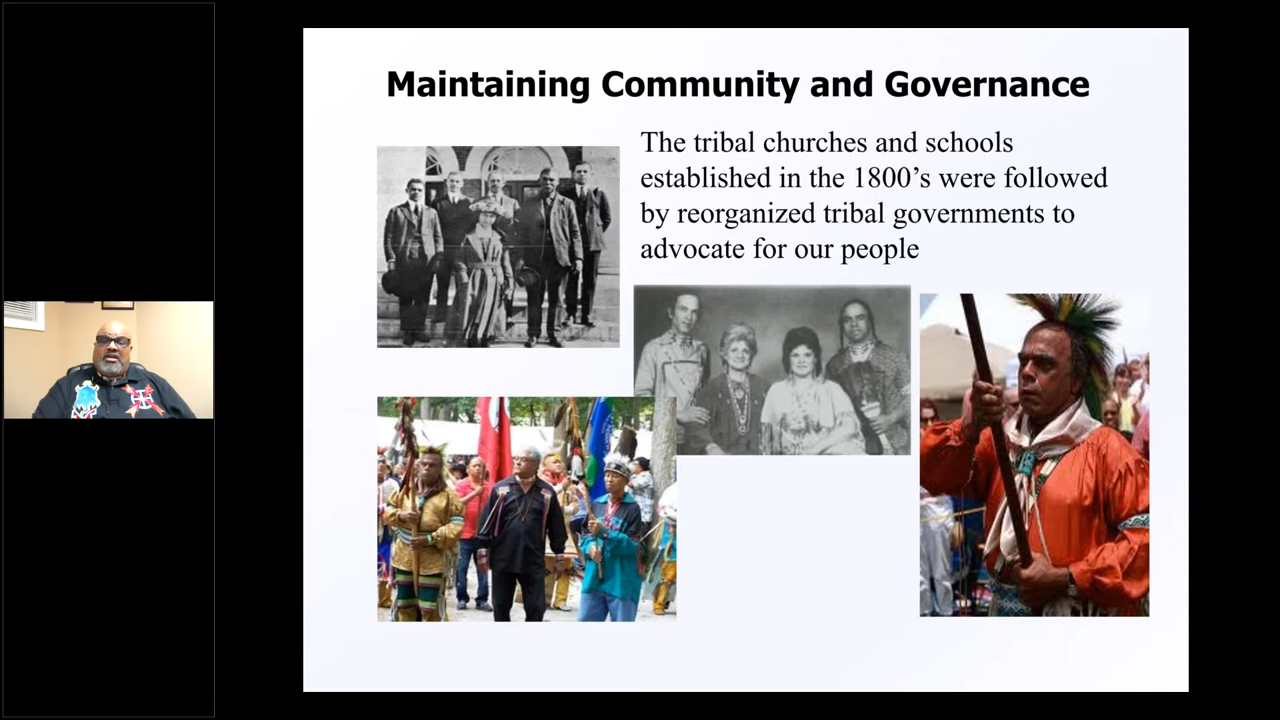 Maintaining Community and Governance
The tribal churches and schools
established in the 1800’s were followed
by reorganized tribal governments to
advocate for our people